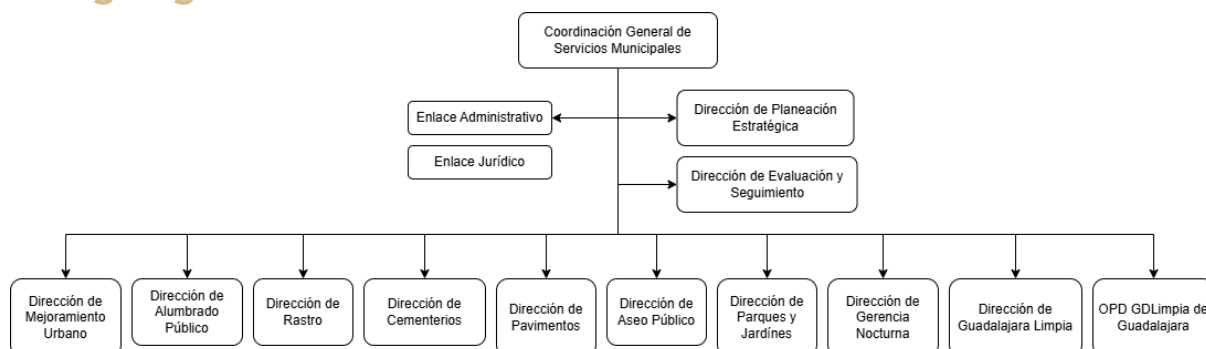 Coordinación General de
Servicios Municipales
Enlace Administrativo
Dirección de Planeación
Estratégica
Enlace Jurídico
Dirección de Evaluación y
Seguimiento
Dirección de
Mejoramiento
Urbano
Dirección de
Alumbrado
Público
Dirección de
Rastro
Dirección de
Cementerios
Dirección de
Pavimentos
Dirección de
Aseo Público
Dirección de
Parques y
Jardínes
Dirección de
Gerencia
Nocturna
Dirección de
Guadalajara Limpia
OPD GDLimpia de
Guadalajara